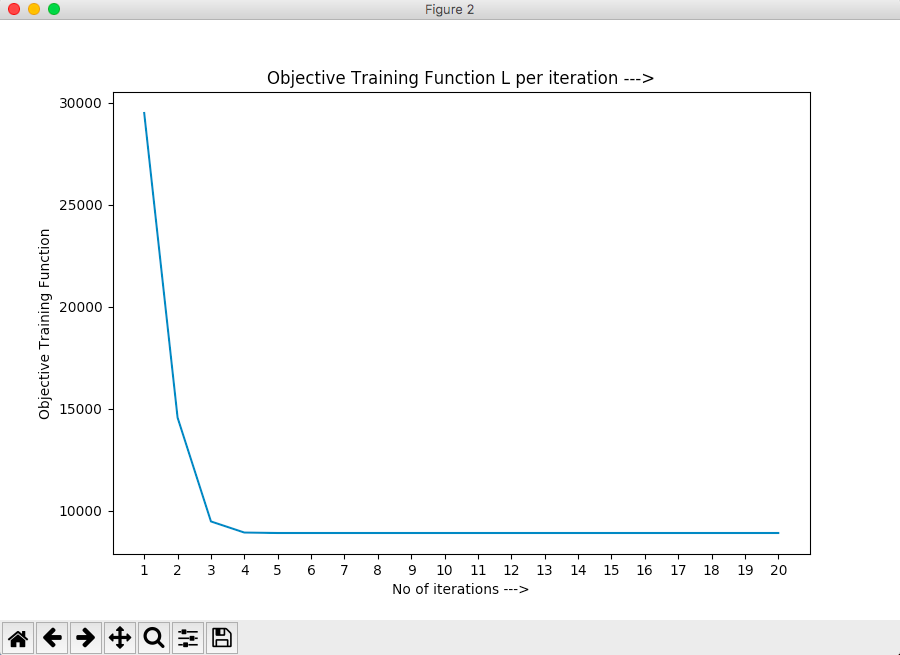 Figure 2
Objective Training Function L per iteration --->
30000
25000
20000
15000
10000
Objective Training Function
1 2 3 4 5 6 7 8 9 10 11 12 13 14 15 16 17 18 19 20
No of iterations --->